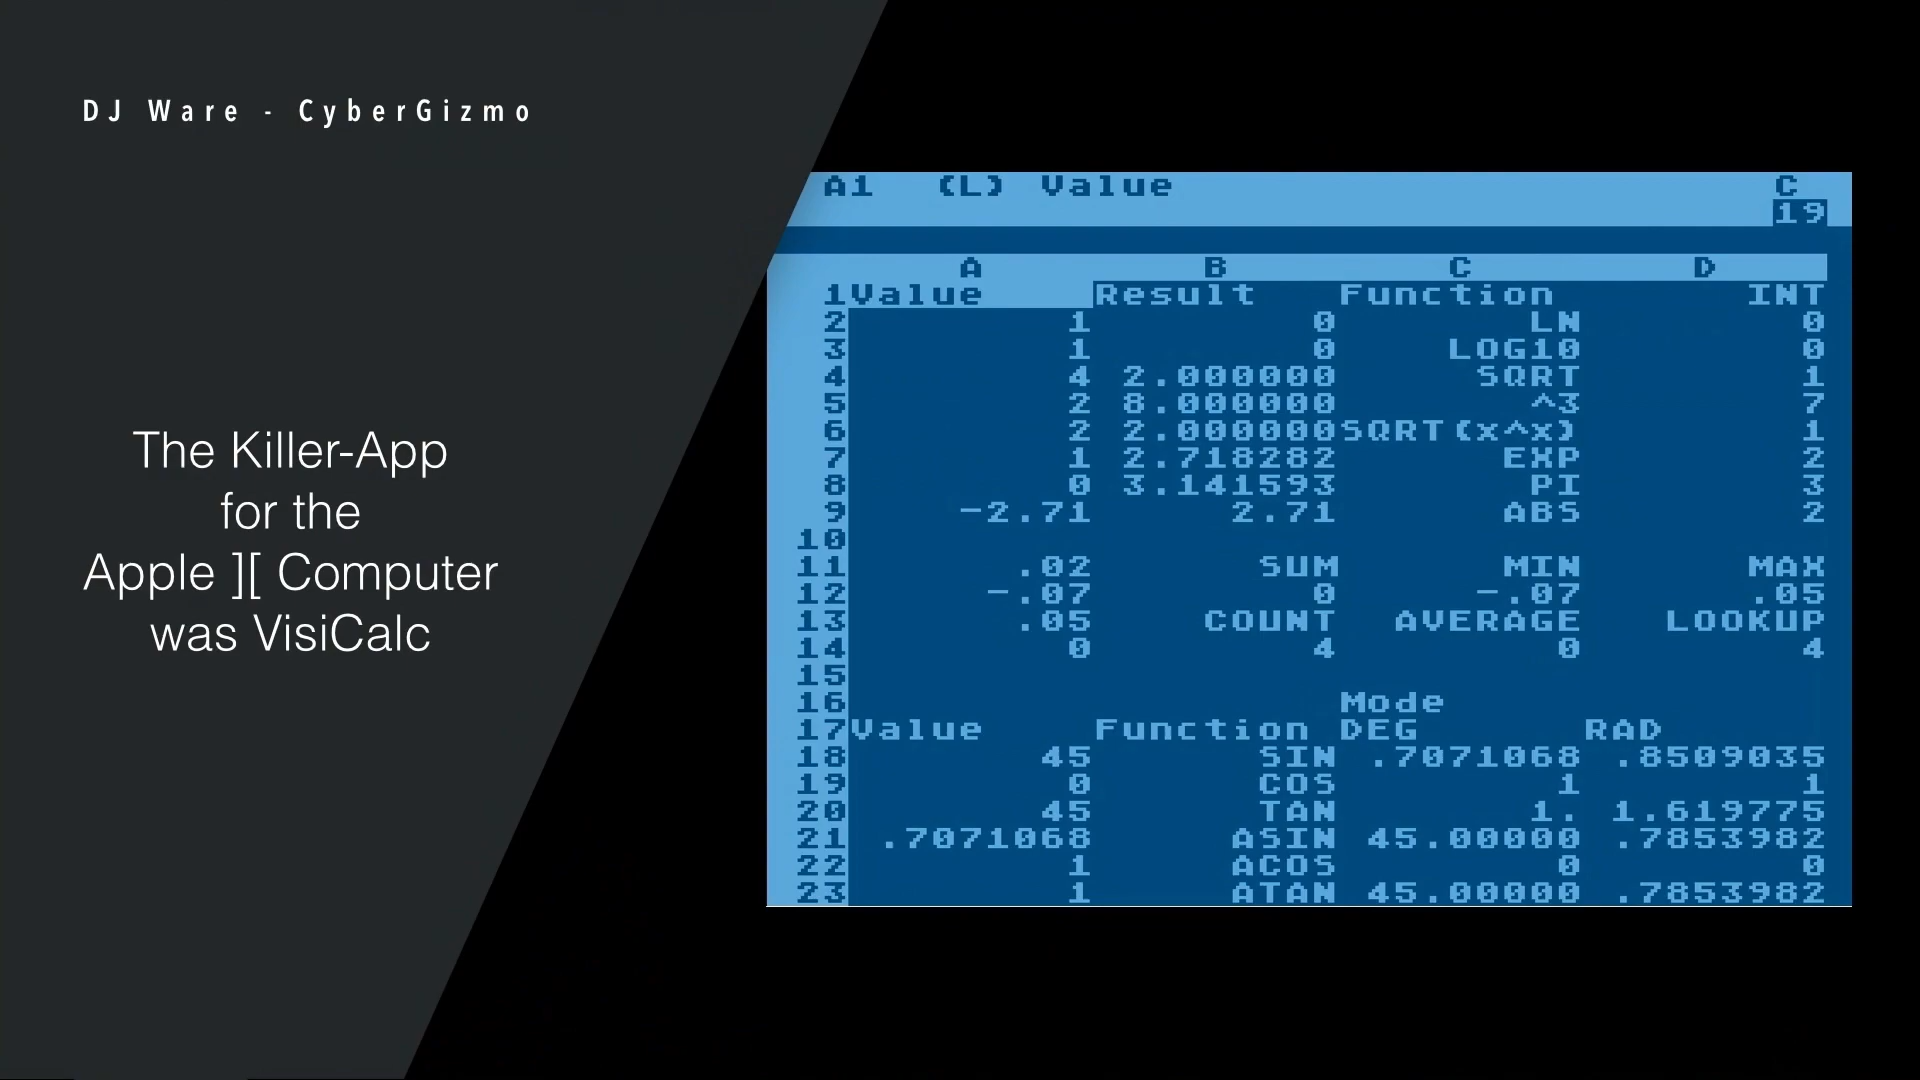 DJ Ware - CyberGizmo
The Killer-App
for the
Apple ][ Computer
was VisiCalc
A1 (L) Value C
19
A B C D
1 Value Result Function INT
2 1 0 LN 0
3 1 0 LOG10 0
4 4 2.000000 SQRT 1
5 2 8.000000 ^3 7
6 2 2.000000 SQRT(x^x) 1
7 1 2.718282 EXP 2
8 0 3.141593 PI 3
9 -2.71 2.71 ABS 2
10
11 .02 SUM MIN MAX
12 -.07 0 -.07 .05
13 .05 COUNT AVERAGE LOOKUP
14 0 4 0 4
15
16 Mode
17 Value Function DEG RAD
18 45 SIN .7071068 .8509035
19 0 COS 1 1
20 45 TAN 1. 1.619775
21 .7071068 ASIN 45.00000 .7853982
22 1 ACOS 0 0
23 1 ATAN 45.00000 .7853982